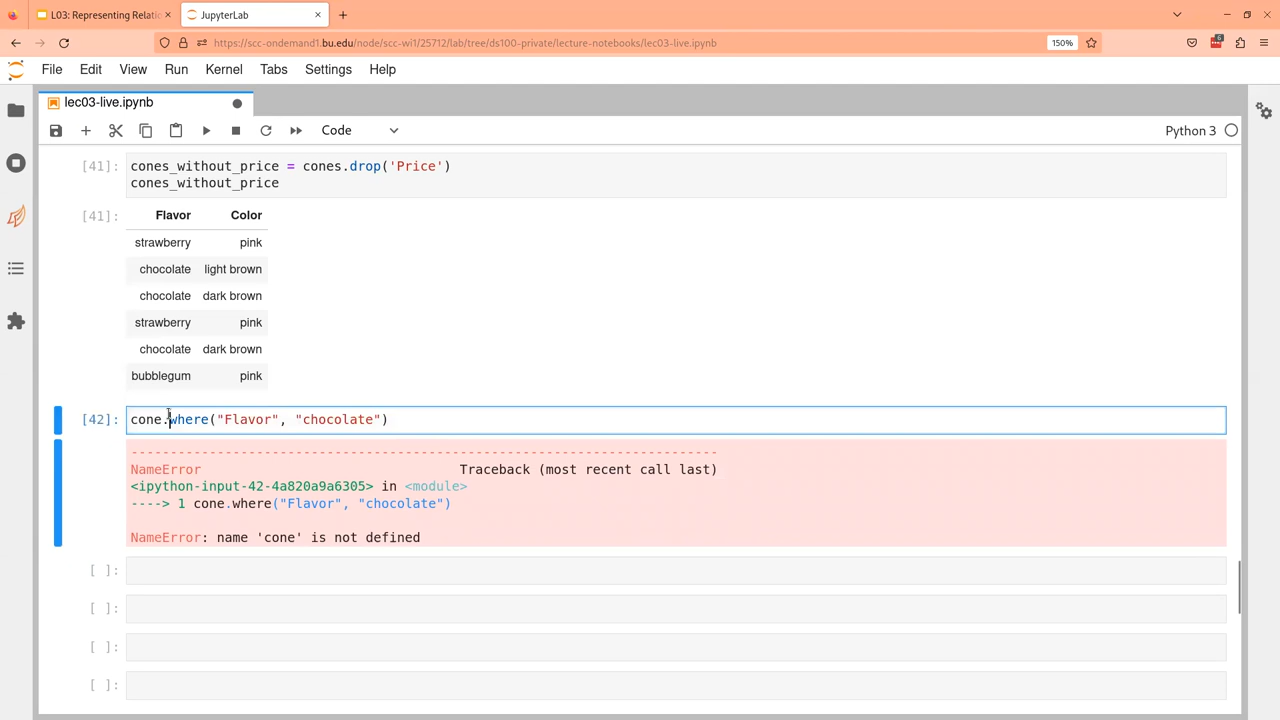 L03: Representing Relati
JupyterLab
https://scc-ondemand1.bu.edu/node/scc-wi1/25712/lab/tree/ds100-private/lecture-notebooks/lec03-live.ipynb
150%
6
File Edit View Run Kernel Tabs Settings Help
lec03-live.ipynb
Code
Python 3
[41]: cones_without_price = cones.drop('Price')
cones_without_price
[41]: Flavor Color
strawberry pink
chocolate light brown
chocolate dark brown
strawberry pink
chocolate dark brown
bubblegum pink
[42]: cone.where("Flavor", "chocolate")
---------------------------------------------------------------------------
NameError Traceback (most recent call last)
<ipython-input-42-4a820a9a6305> in <module>
----> 1 cone.where("Flavor", "chocolate")
NameError: name 'cone' is not defined
[ ]:
[ ]:
[ ]:
[ ]: